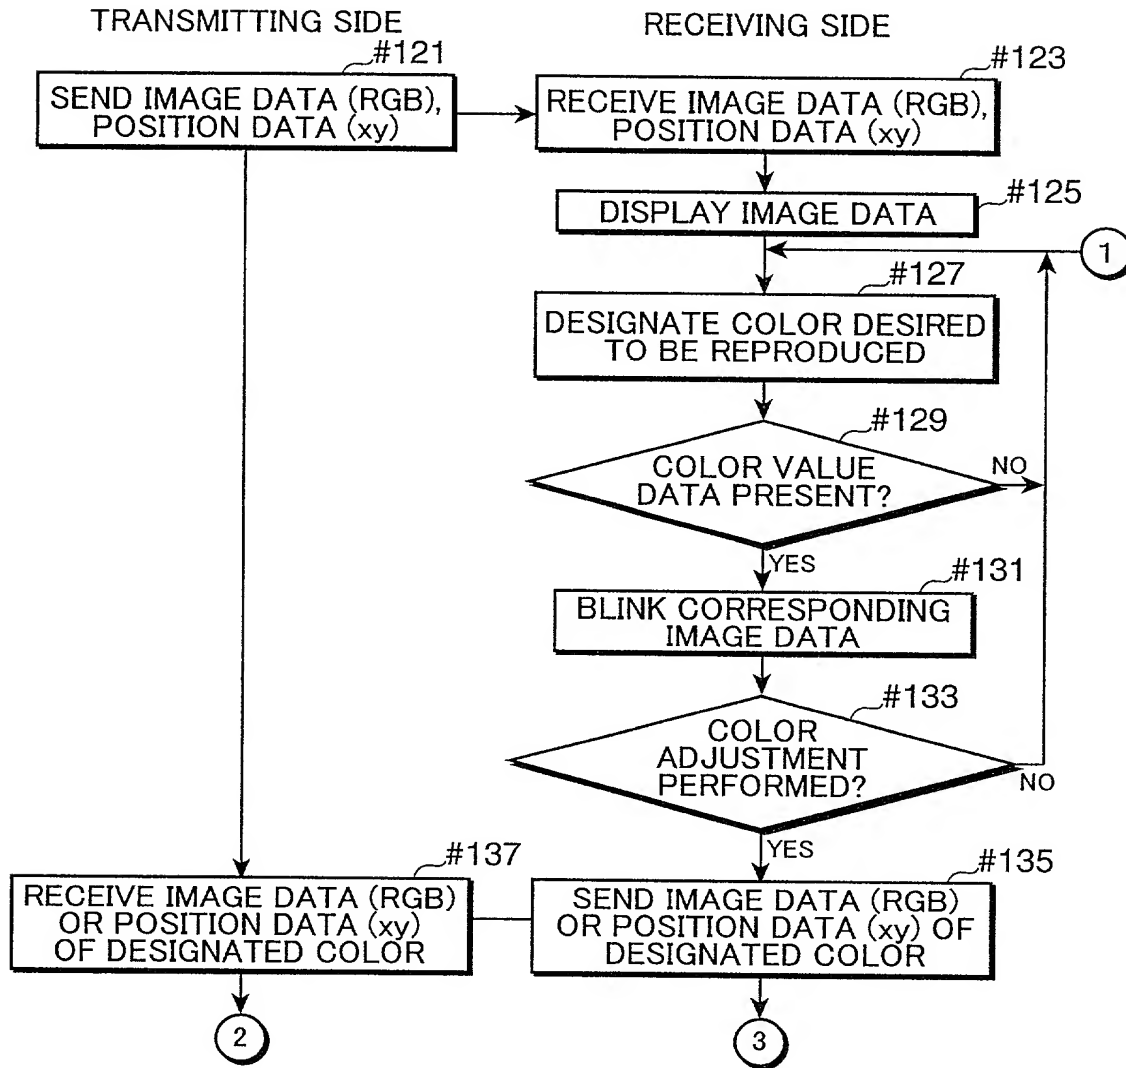 TRANSMITTING SIDE
RECEIVING SIDE
#121
SEND IMAGE DATA (RGB),
POSITION DATA (xy)
#123
RECEIVE IMAGE DATA (RGB),
POSITION DATA (xy)
#125
DISPLAY IMAGE DATA
1
#127
DESIGNATE COLOR DESIRED
TO BE REPRODUCED
#129
COLOR VALUE
DATA PRESENT?
NO
YES
#131
BLINK CORRESPONDING
IMAGE DATA
#133
COLOR
ADJUSTMENT
PERFORMED?
NO
YES
#137
RECEIVE IMAGE DATA (RGB)
OR POSITION DATA (xy)
OF DESIGNATED COLOR
#135
SEND IMAGE DATA (RGB)
OR POSITION DATA (xy) OF
DESIGNATED COLOR
2
3